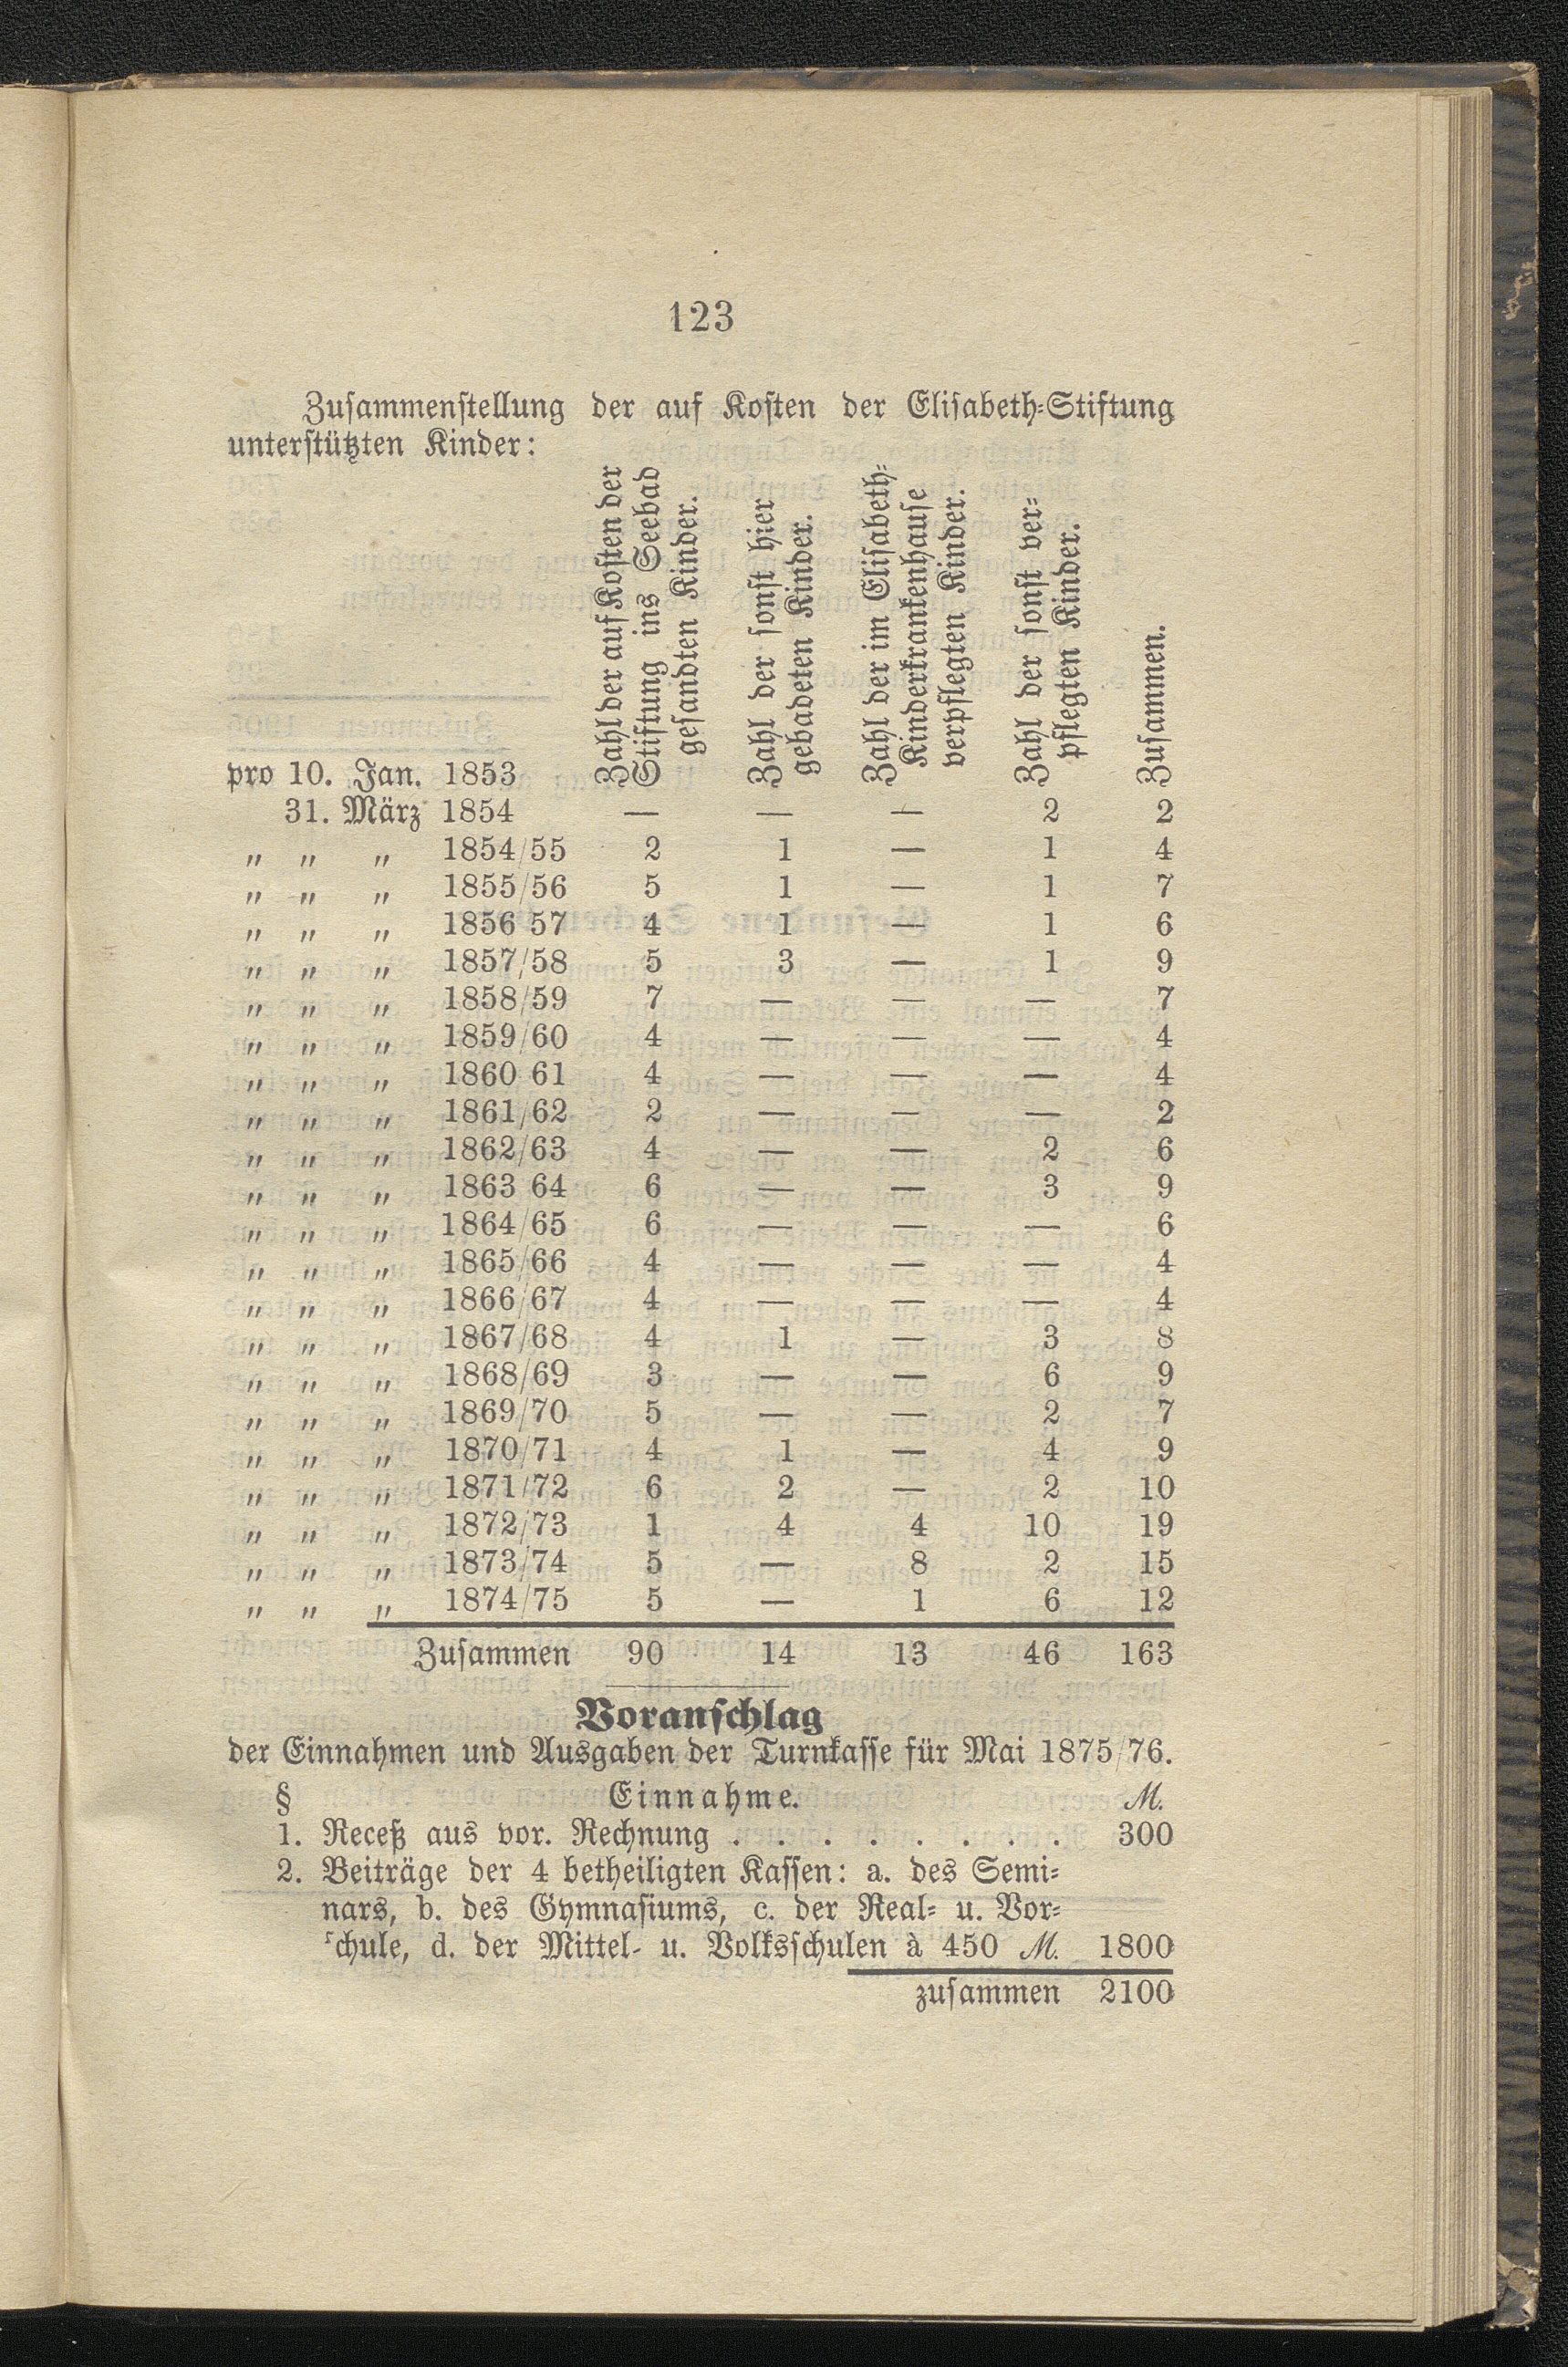 123
Zusammenstellung der auf Kosten der Elisabeth-Stiftung
unterstützten Kinder:
Zahl der auf Kosten der
Stiftung ins Seebad
gesandten Kinder.
Zahl der sonst hier
gebadeten Kinder.
Zahl der im Elisabeth-
Kinderkrankenhause
verpflegten Kinder.
Zahl der sonst ver-
pflegten Kinder.
Zusammen.
pro 10. Jan. 1853
31. März 1854 — — — 2 2
„ „ „ 1854/55 2 1 — 1 4
„ „ „ 1855/56 5 1 — 1 7
„ „ „ 1856 57 4 1 — 1 6
„ „ „ 1857/58 5 3 — 1 9
„ „ „ 1858/59 7 — — — 7
„ „ „ 1859/60 4 — — — 4
„ „ „ 1860 61 4 — — — 4
„ „ „ 1861/62 2 — — — 2
„ „ „ 1862/63 4 — — 2 6
„ „ „ 1863 64 6 — — 3 9
„ „ „ 1864/65 6 — — — 6
„ „ „ 1865/66 4 — — — 4
„ „ „ 1866/67 4 — — — 4
„ „ „ 1867/68 4 1 — 3 8
„ „ „ 1868/69 3 — — 6 9
„ „ „ 1869/70 5 — — 2 7
„ „ „ 1870/71 4 1 — 4 9
„ „ „ 1871/72 6 2 — 2 10
„ „ „ 1872/73 1 4 4 10 19
„ „ „ 1873/74 5 — 8 2 15
„ „ „ 1874/75 5 — 1 6 12
Zusammen 90 14 13 46 163
Voranschlag
der Einnahmen und Ausgaben der Turnkasse für Mai 1875/76.
§ Einnahme. M.
1. Receß aus vor. Rechnung . . . . . . . . 300
2. Beiträge der 4 betheiligten Kassen: a. des Semi-
nars, b. des Gymnasiums, c. der Real- u. Vor-
schule, d. der Mittel- u. Volksschulen à 450 M. 1800
zusammen 2100